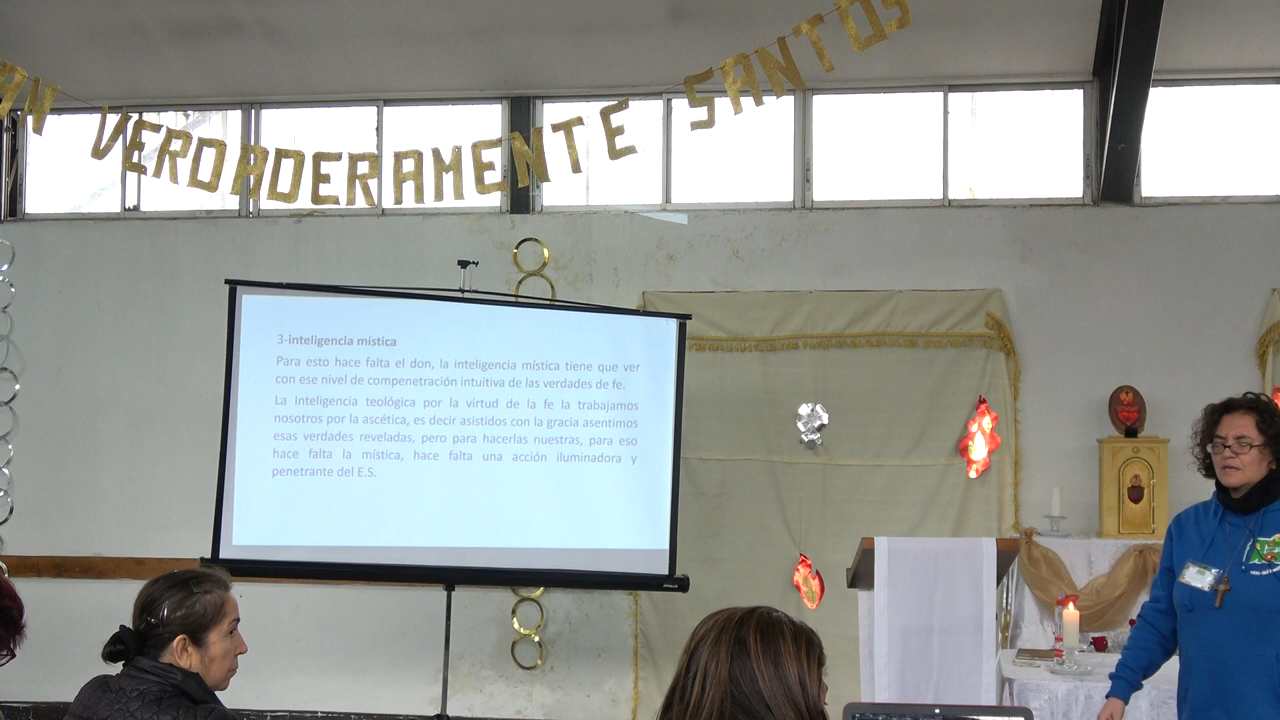 AN VERDADERAMENTE SANTOS
3-inteligencia mística
Para esto hace falta el don, la inteligencia mística tiene que ver
con ese nivel de compenetración intuitiva de las verdades de fe.
La Inteligencia teológica por la virtud de la fe la trabajamos
nosotros por la ascética, es decir asistidos con la gracia asentimos
esas verdades reveladas, pero para hacerlas nuestras, para eso
hace falta la mística, hace falta una acción iluminadora y
penetrante del E.S.